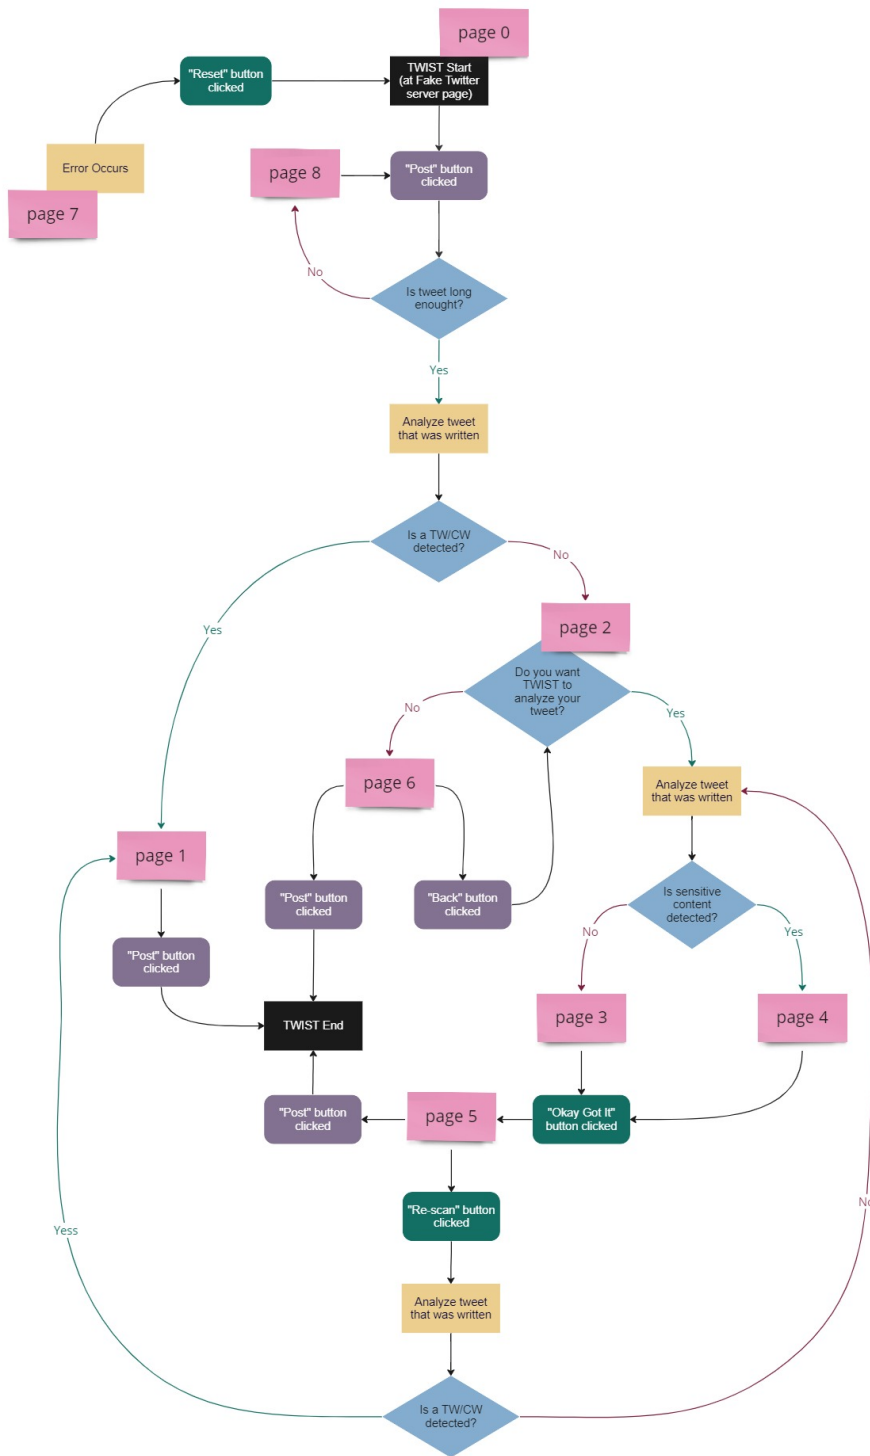 page 0
"Reset" button
clicked
TWIST Start
(at Fake Twitter
server page)
Error Occurs
page 7
page 8
"Post" button
clicked
No
Is tweet long
enought?
Yes
Analyze tweet
that was written
Is a TW/CW
detected?
No
Yes
page 2
Do you want
TWIST to
analyze your
tweet?
No
Yes
page 6
Analyze tweet
that was written
page 1
"Post" button
clicked
"Back" button
clicked
Is sensitive
content
detected?
No
Yes
"Post" button
clicked
TWIST End
page 3
page 4
"Post" button
clicked
page 5
"Okay Got It"
button clicked
"Re-scan" button
clicked
Yess
No
Analyze tweet
that was written
Is a TW/CW
detected?